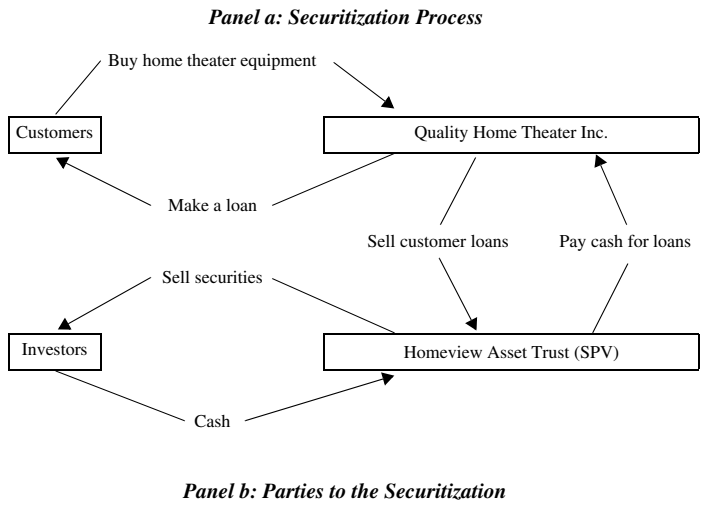 Panel a: Securitization Process
Buy home theater equipment
Customers
Quality Home Theater Inc.
Make a loan
Sell customer loans
Pay cash for loans
Sell securities
Investors
Homeview Asset Trust (SPV)
Cash
Panel b: Parties to the Securitization